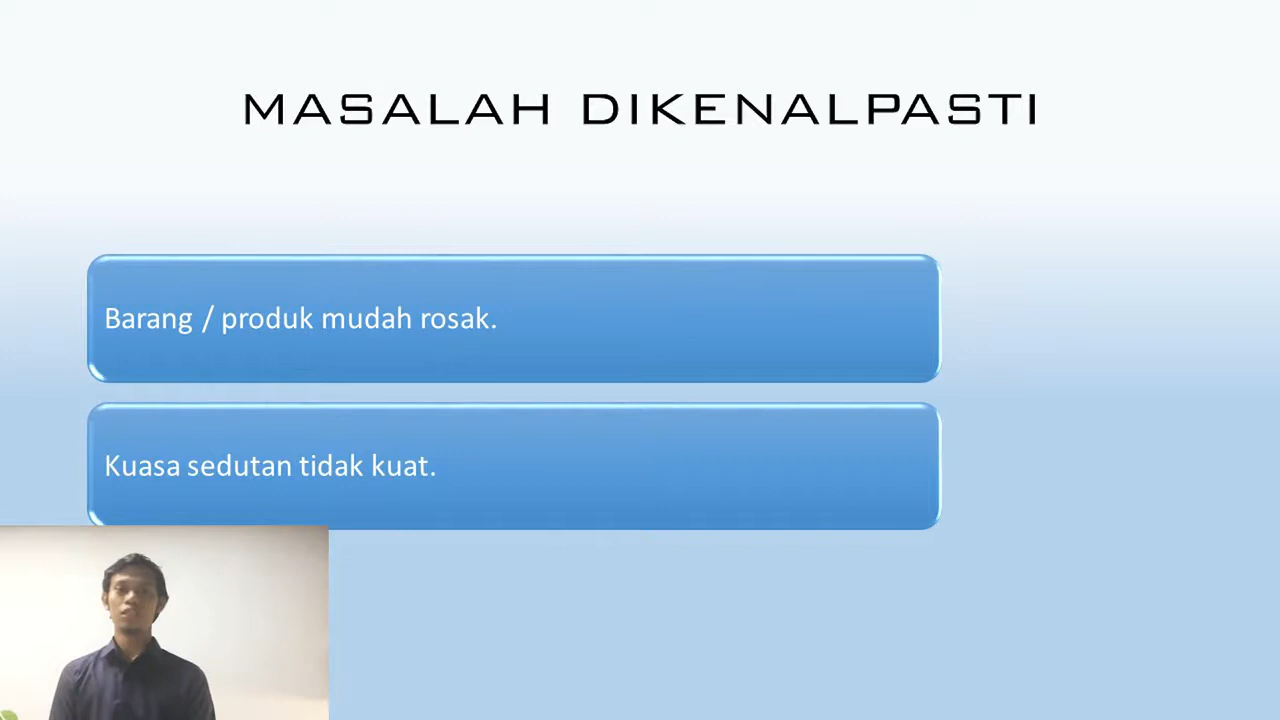 MASALAH DIKENALPASTI
Barang / produk mudah rosak.
Kuasa sedutan tidak kuat.